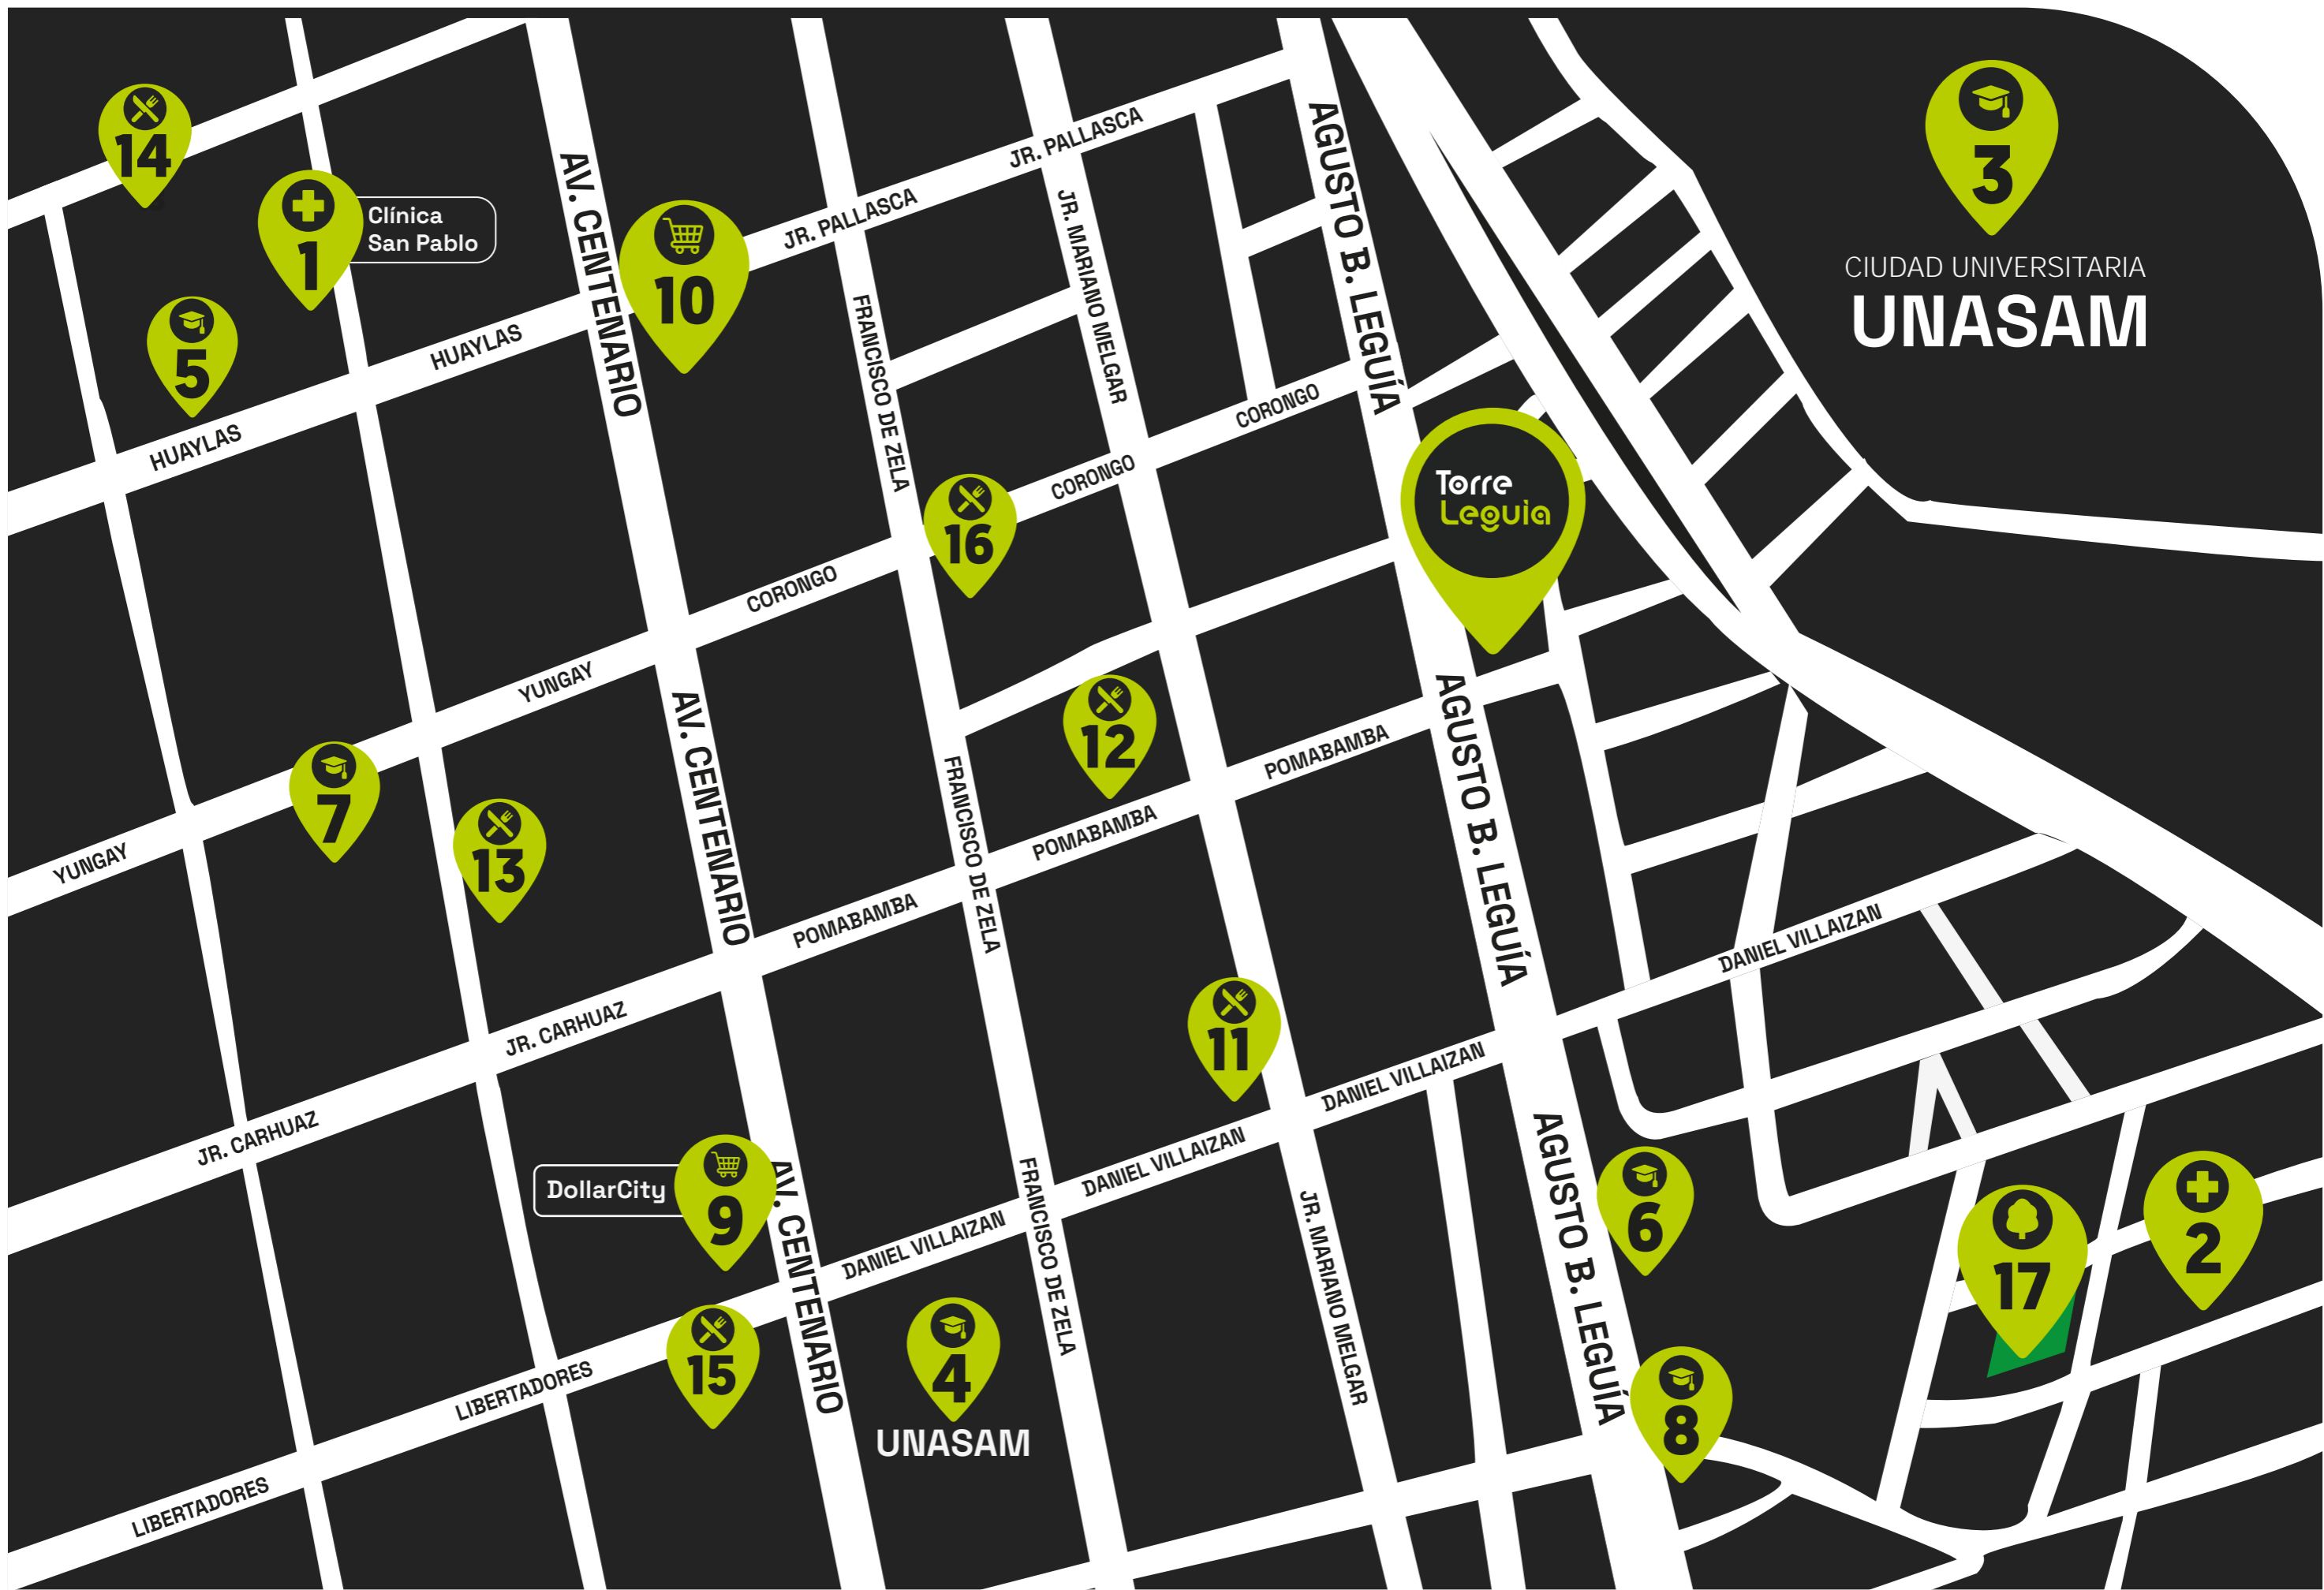 14
3
CIUDAD UNIVERSITARIA
UNASAM
1
Clínica
San Pablo
5
10
AV. CENTENARIO
HUAYLAS
HUAYLAS
JR. PALLASCA
JR. PALLASCA
FRANCISCO DE ZELA
JR. MARIANO MELGAR
AGUSTO B. LEGUÍA
CORONGO
CORONGO
CORONGO
16
Torre
Leguia
YUNGAY
YUNGAY
7
13
12
AV. CENTENARIO
FRANCISCO DE ZELA
POMABAMBA
POMABAMBA
POMABAMBA
AGUSTO B. LEGUÍA
DANIEL VILLAIZAN
JR. CARHUAZ
JR. CARHUAZ
11
DANIEL VILLAIZAN
DANIEL VILLAIZAN
DANIEL VILLAIZAN
DollarCity
9
AV. CENTENARIO
FRANCISCO DE ZELA
JR. MARIANO MELGAR
AGUSTO B. LEGUÍA
6
17
2
15
4
UNASAM
8
LIBERTADORES
LIBERTADORES